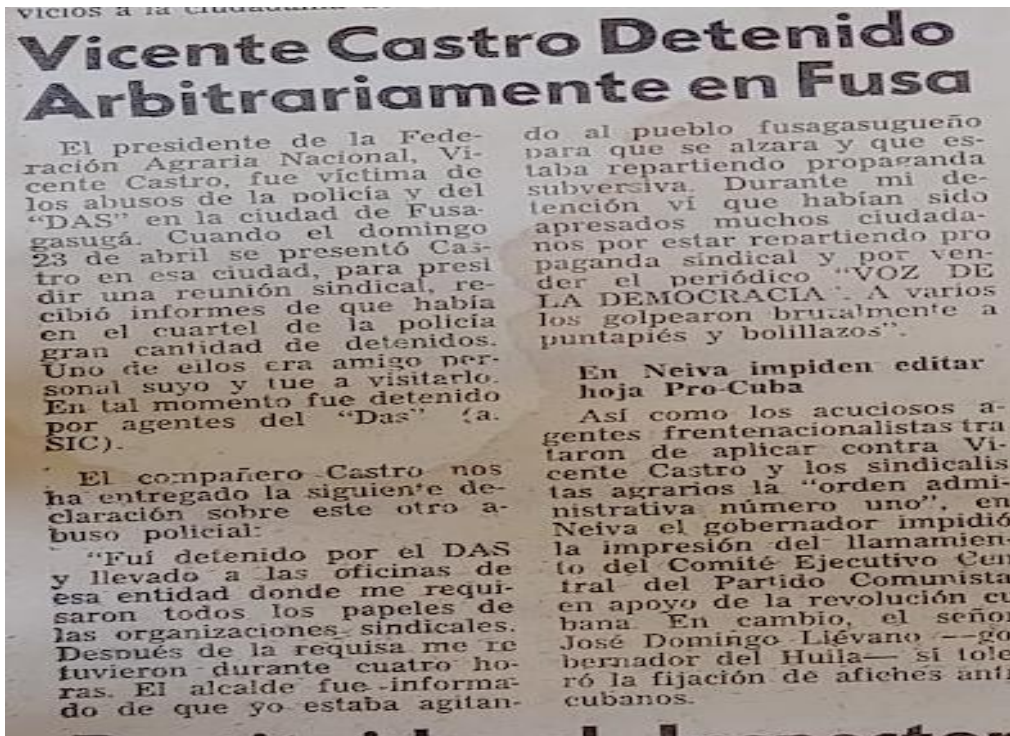 vicios a la ciudadanía
Vicente Castro Detenido
Arbitrariamente en Fusa
El presidente de la Fede-
ración Agraria Nacional, Vi-
cente Castro, fue víctima de
los abusos de la policía y del
"DAS" en la ciudad de Fusa-
gasugá. Cuando el domingo
23 de abril se presentó Cas-
tro en esa ciudad, para presi
dir una reunión sindical, re-
cibió informes de que había
en el cuartel de la policía
gran cantidad de detenidos.
Uno de ellos era amigo per-
sonal suyo y fue a visitarlo.
En tal momento fue detenido
por agentes del "Das" (a.
SIC).
El compañero Castro nos
ha entregado la siguiente de-
claración sobre este otro a-
buso policial:
"Fuí detenido por el DAS
y llevado a las oficinas de
esa entidad donde me requi-
saron todos los papeles de
las organizaciones sindicales.
Después de la requisa me re
tuvieron durante cuatro ho-
ras. El alcalde fue informa-
do de que yo estaba agitan-
do al pueblo fusagasugueño
para que se alzara y que es-
taba repartiendo propaganda
subversiva. Durante mi de-
tención ví que habían sido
apresados muchos ciudada-
nos por estar repartiendo pro
paganda sindical y por ven-
der el periódico "VOZ DE
LA DEMOCRACIA". A varios
los golpearon brutalmente a
puntapiés y bolillazos".
En Neiva impiden editar
hoja Pro-Cuba
Así como los acuciosos a-
gentes frentenacionalistas tra
taron de aplicar contra Vi-
cente Castro y los sindicalis
tas agrarios la "orden admi-
nistrativa número uno", en
Neiva el gobernador impidió
la impresión del llamamien-
to del Comité Ejecutivo Cen
tral del Partido Comunista
en apoyo de la revolución cu
bana. En cambio, el señor
José Domingo Liévano —go
bernador del Huila— sí tole
ró la fijación de afiches anti
cubanos.